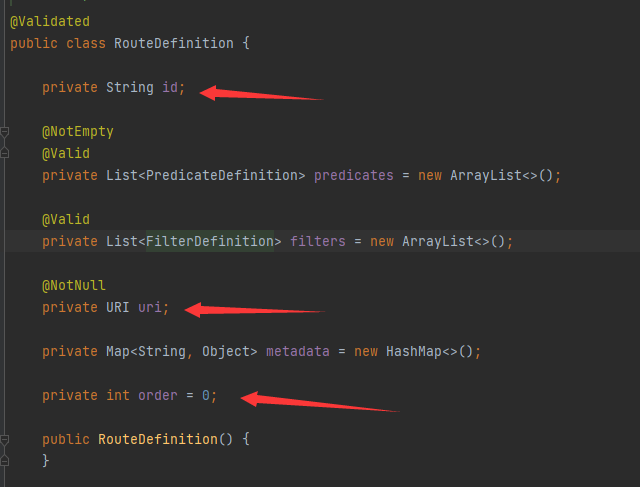 @Validated
public class RouteDefinition {
private String id;
@NotEmpty
@Valid
private List<PredicateDefinition> predicates = new ArrayList<>();
@Valid
private List<FilterDefinition> filters = new ArrayList<>();
@NotNull
private URI uri;
private Map<String, Object> metadata = new HashMap<>();
private int order = 0;
public RouteDefinition() {
}